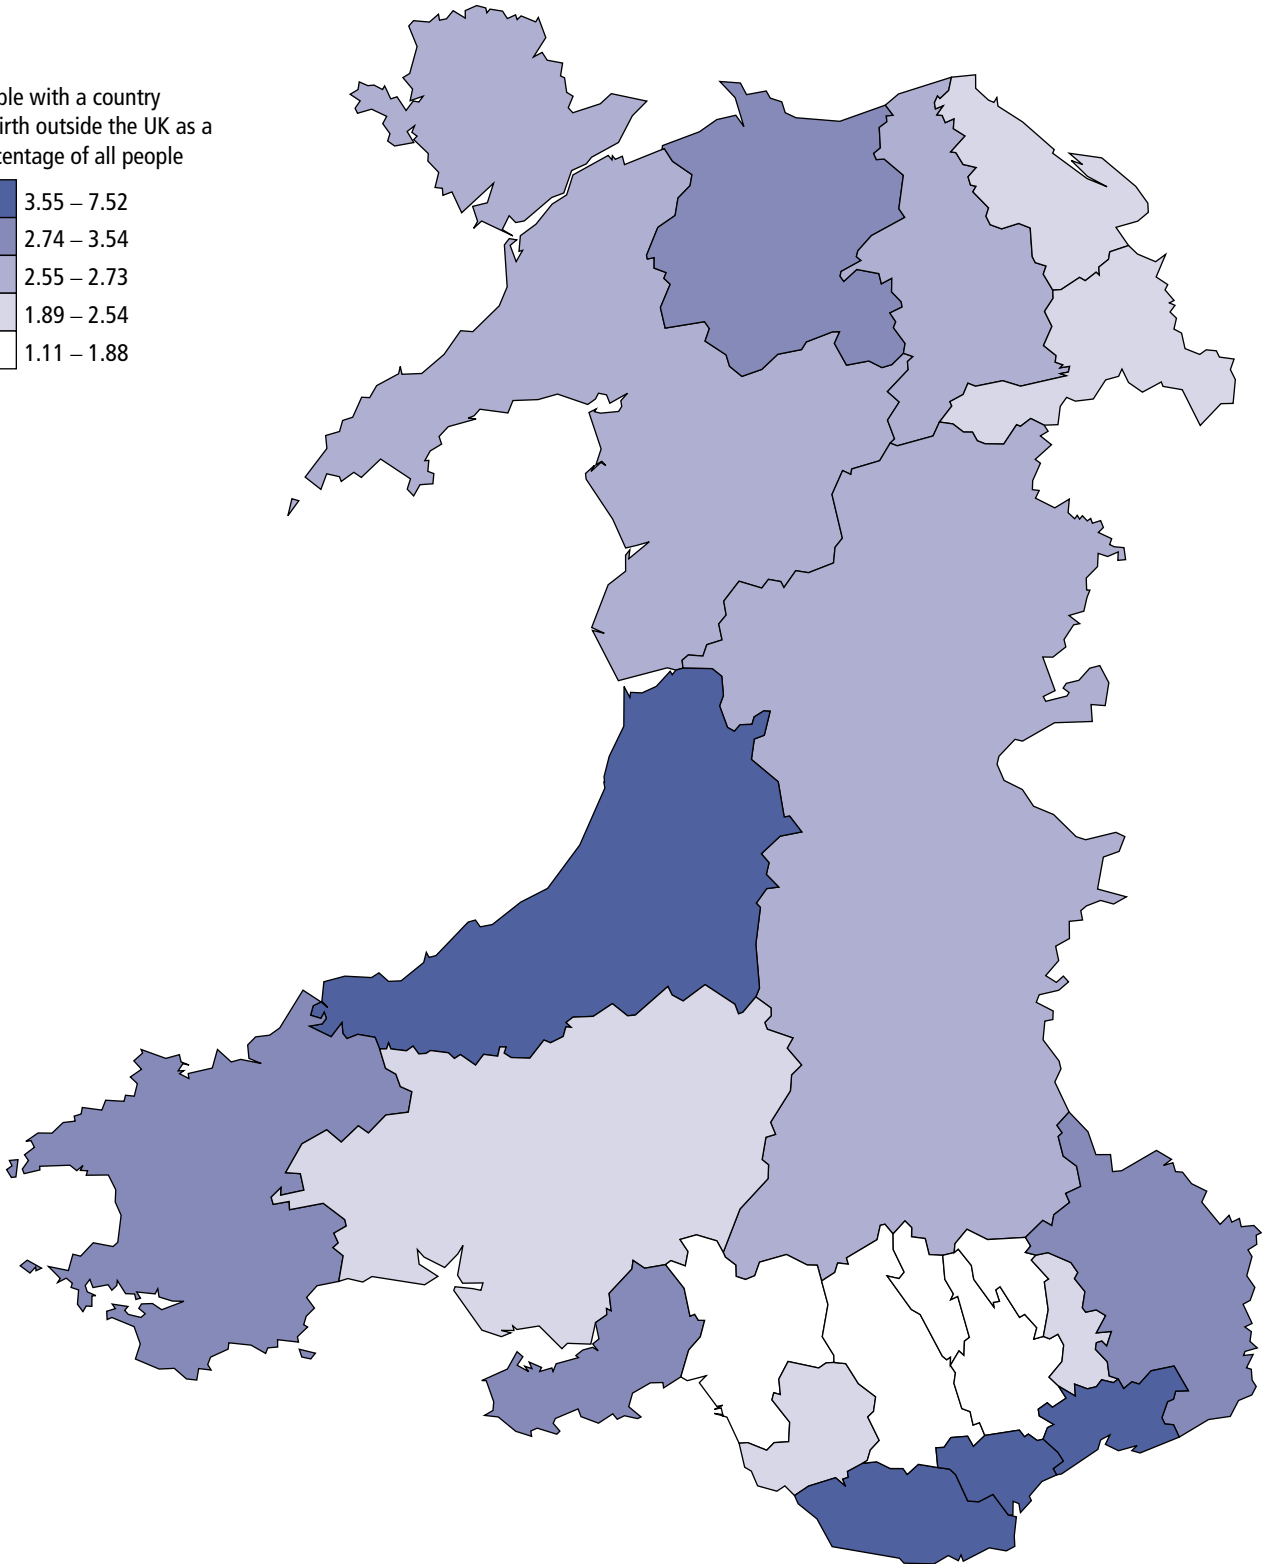 ple with a country
irth outside the UK as a
centage of all people
3.55 – 7.52
2.74 – 3.54
2.55 – 2.73
1.89 – 2.54
1.11 – 1.88